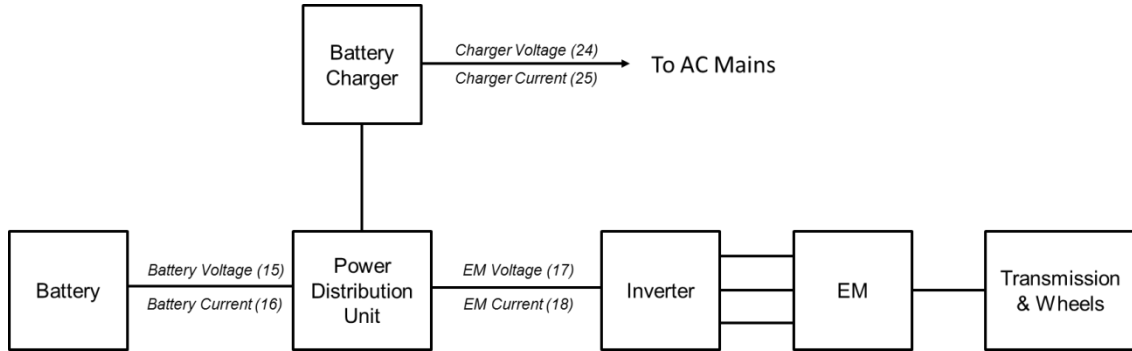 Battery
Charger
Charger Voltage (24)
Charger Current (25)
To AC Mains
Battery
Battery Voltage (15)
Battery Current (16)
Power
Distribution
Unit
EM Voltage (17)
EM Current (18)
Inverter
EM
Transmission
& Wheels